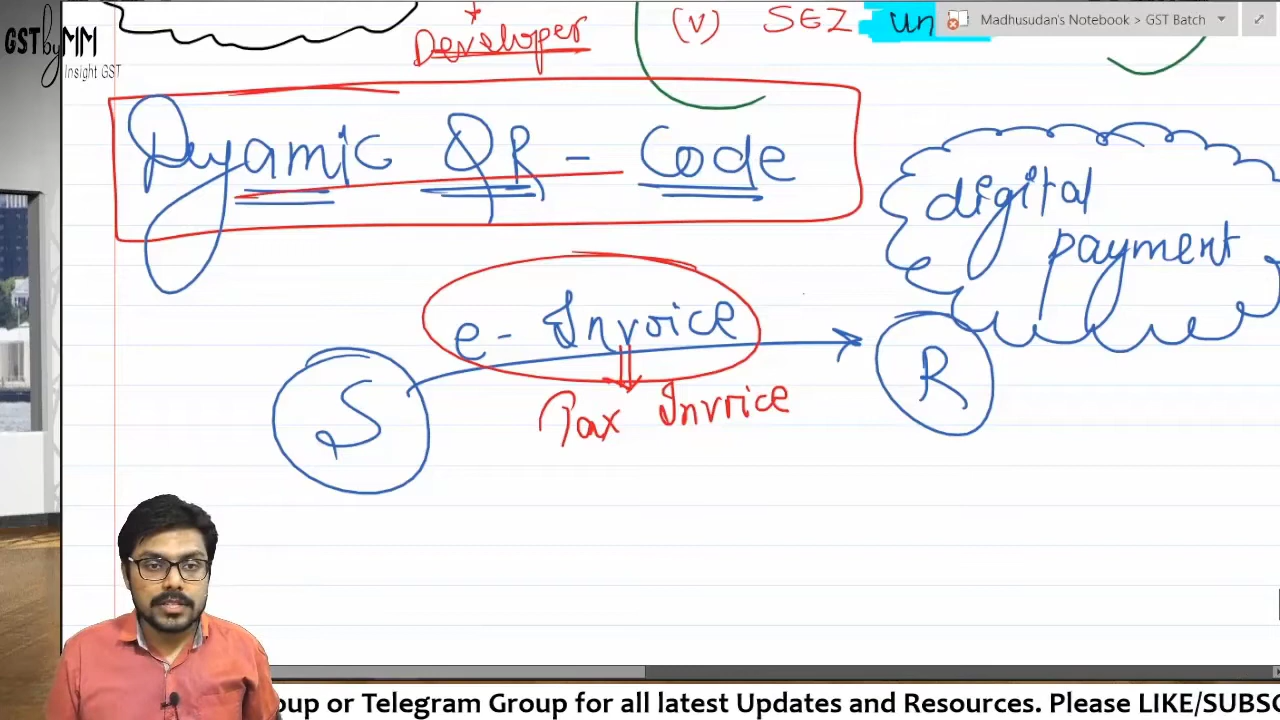 GST by MM
Insight GST
Developer
(v) SEZ un
Madhusudan's Notebook > GST Batch
Dyamic QR - Code
digital
payment
e- Invoice
S
R
Tax Invoice
oup or Telegram Group for all latest Updates and Resources. Please LIKE/SUBSC